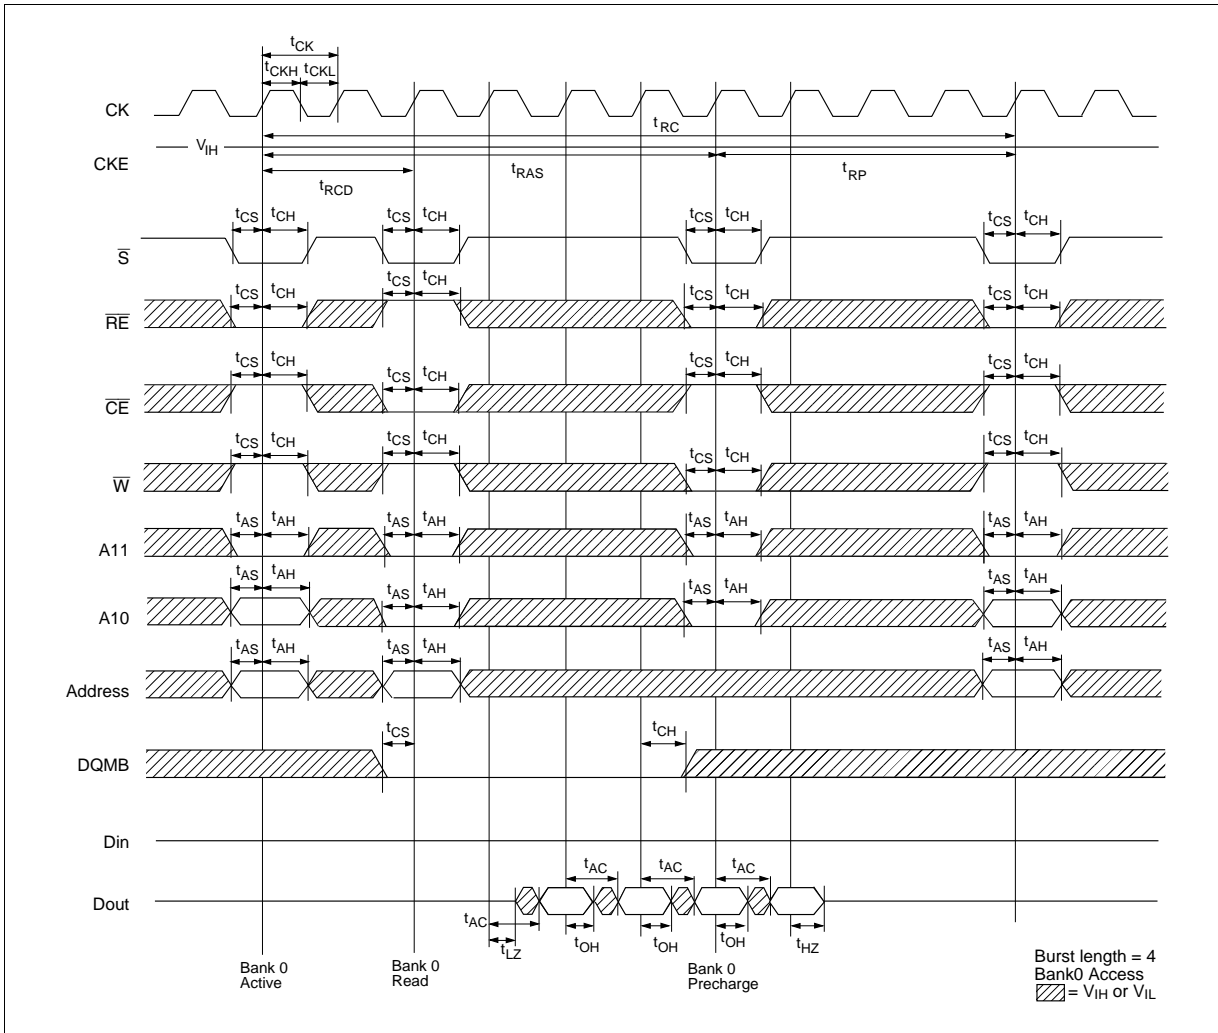 tCK
tCKH tCKL
CK
tRC
VIH
CKE
tRAS
tRP
tRCD
tCS tCH tCS tCH tCS tCH tCS tCH
S
tCS tCH tCS tCH tCS tCH tCS tCH
RE
tCS tCH tCS tCH tCS tCH tCS tCH
CE
tCS tCH tCS tCH tCS tCH tCS tCH
W
tAS tAH tAS tAH tAS tAH tAS tAH
A11
tAS tAH tAS tAH tAS tAH tAS tAH
A10
tAS tAH tAS tAH tAS tAH
Address
tCS tCH
DQMB
Din
tAC tAC tAC
Dout
tAC
tLZ tOH tOH tOH tHZ
Bank 0
Active
Bank 0
Read
Bank 0
Precharge
Burst length = 4
Bank0 Access
= VIH or VIL